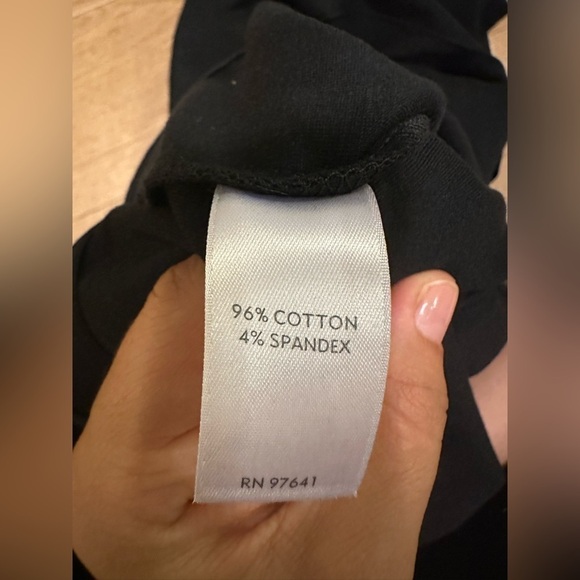 96% COTTON
4% SPANDEX
RN 97641